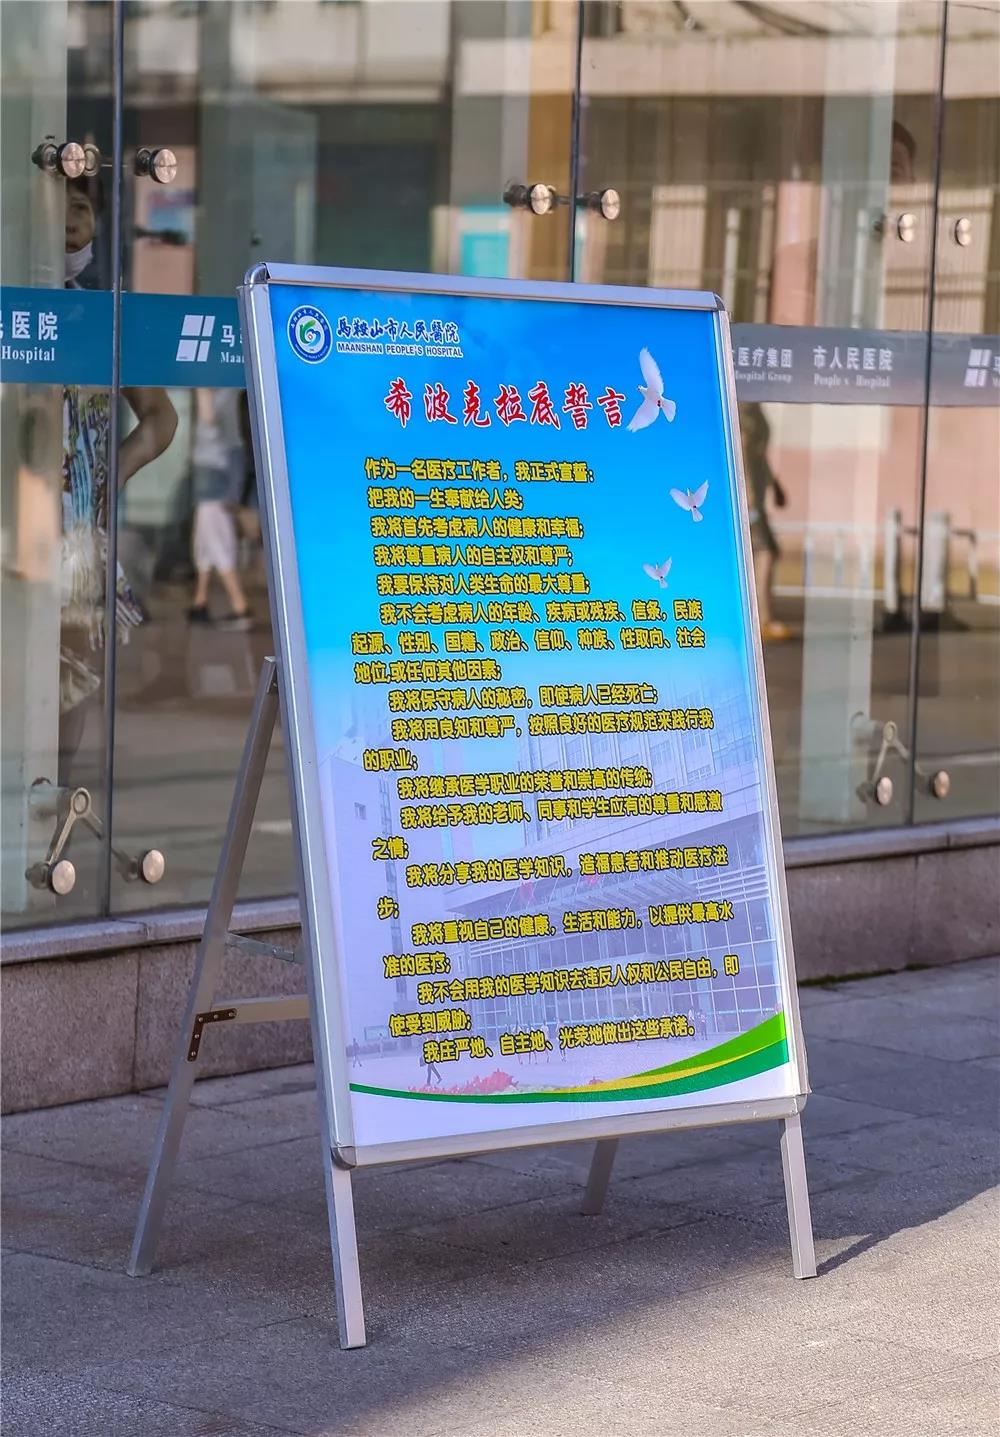 民医院
Hospital
马
Maan
医疗集团 市人民医院
Hospital Group People's Hospital
馬鞍山市人民醫院
MAANSHAN PEOPLE'S HOSPITAL
希波克拉底誓言
作为一名医疗工作者，我正式宣誓：
把我的一生奉献给人类;
我将首先考虑病人的健康和幸福;
我将尊重病人的自主权和尊严;
我要保持对人类生命的最大尊重;
我不会考虑病人的年龄、疾病或残疾、信条，民族
起源、性别、国籍、政治、信仰、种族、性取向、社会
地位,或任何其他因素;
我将保守病人的秘密，即使病人已经死亡;
我将用良知和尊严，按照良好的医疗规范来践行我
的职业;
我将继承医学职业的荣誉和崇高的传统;
我将给予我的老师、同事和学生应有的尊重和感激
之情;
我将分享我的医学知识，造福患者和推动医疗进
步;
我将重视自己的健康，生活和能力，以提供最高水
准的医疗;
我不会用我的医学知识去违反人权和公民自由，即
使受到威胁;
我庄严地、自主地、光荣地做出这些承诺。